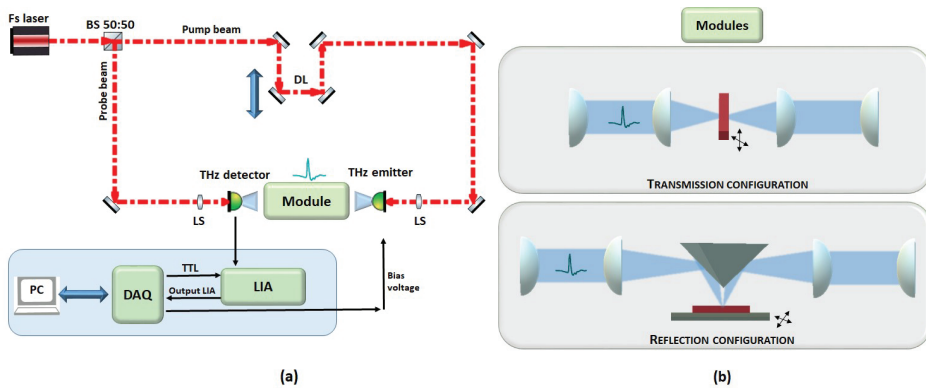 Fs laser
BS 50:50
Pump beam
Probe beam
DL
THz detector
THz emitter
Module
LS
LS
TTL
PC
DAQ
Output LIA
LIA
Bias
voltage
(a)
Modules
TRANSMISSION CONFIGURATION
REFLECTION CONFIGURATION
(b)